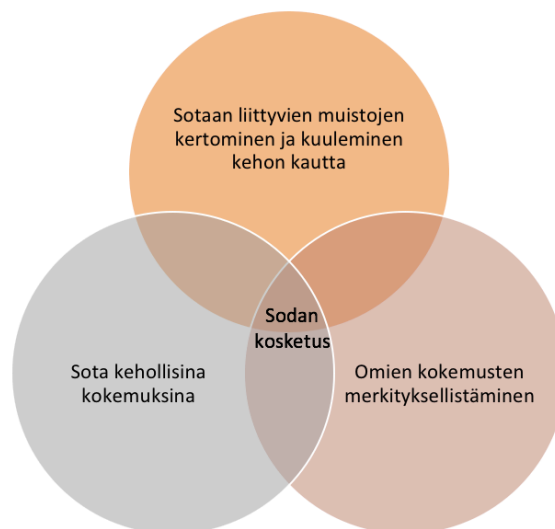 Sotaan liittyvien muistojen
kertominen ja kuuleminen
kehon kautta
Sodan
kosketus
Sota kehollisina
kokemuksina
Omien kokemusten
merkityksellistäminen